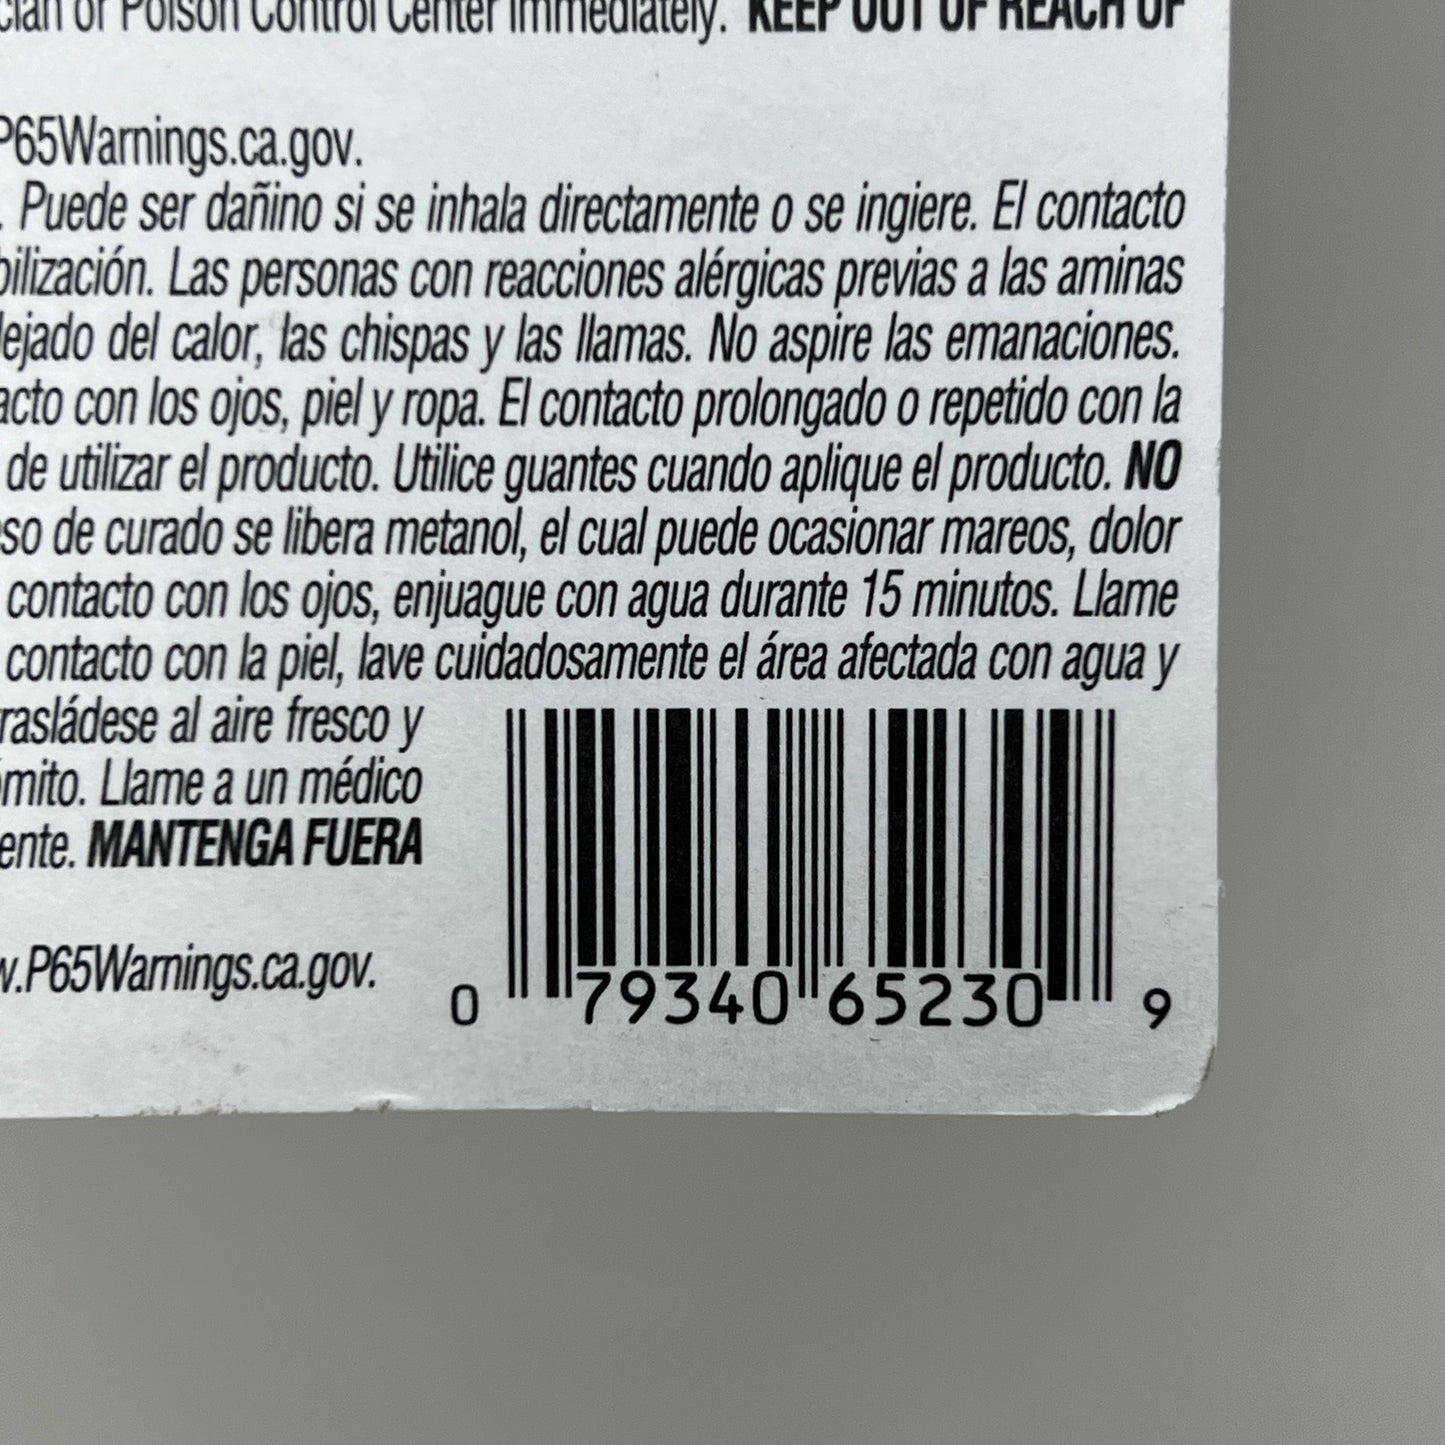 or Poison Control Center immediately. KEEP OUT OF REACH OF
P65Warnings.ca.gov.
. Puede ser dañino si se inhala directamente o se ingiere. El contacto
bilización. Las personas con reacciones alérgicas previas a las aminas
lejado del calor, las chispas y las llamas. No aspire las emanaciones.
acto con los ojos, piel y ropa. El contacto prolongado o repetido con la
de utilizar el producto. Utilice guantes cuando aplique el producto. NO
so de curado se libera metanol, el cual puede ocasionar mareos, dolor
contacto con los ojos, enjuague con agua durante 15 minutos. Llame
contacto con la piel, lave cuidadosamente el área afectada con agua y
rasládese al aire fresco y
ómito. Llame a un médico
ente. MANTENGA FUERA
w.P65Warnings.ca.gov.
0 79340 65230 9